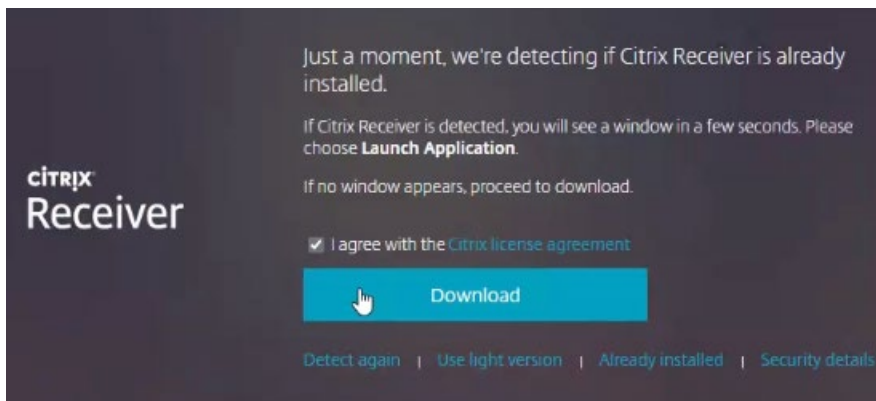 Just a moment, we're detecting if Citrix Receiver is already
installed.
If Citrix Receiver is detected, you will see a window in a few seconds. Please
choose Launch Application.
If no window appears, proceed to download.
CİTRIX
Receiver
I agree with the Citrix license agreement
Download
Detect again | Use light version | Already installed | Security details